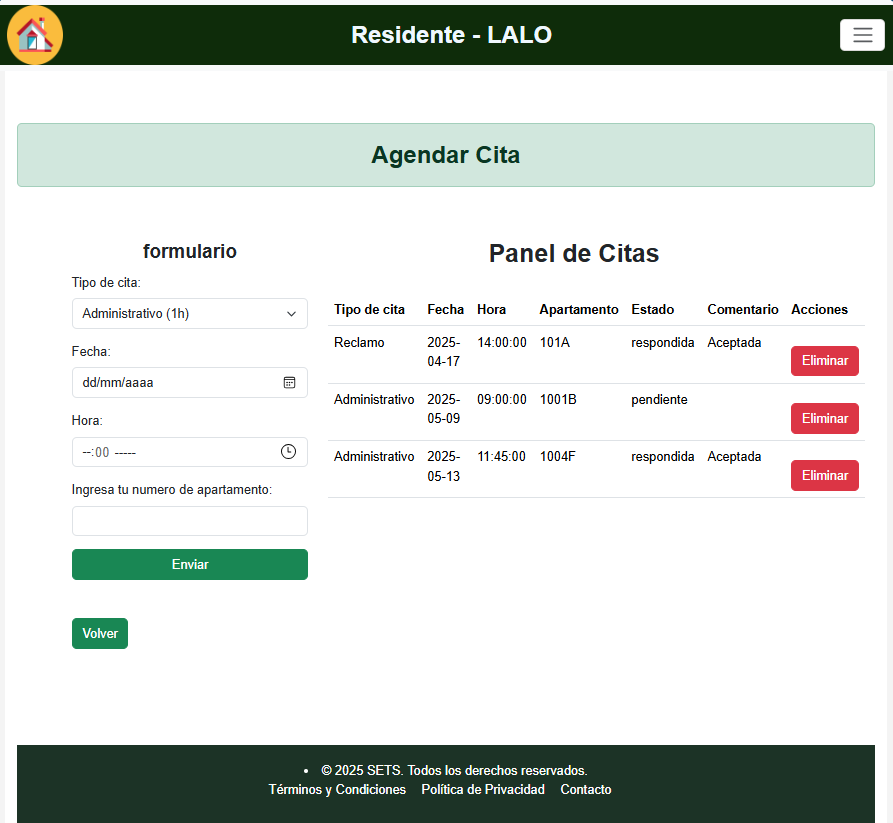 Residente - LALO
Agendar Cita
formulario
Tipo de cita:
Administrativo (1h)
Fecha:
dd/mm/aaaa
Hora:
--:00 -----
Ingresa tu numero de apartamento:
Enviar
Volver
Panel de Citas
Tipo de cita Fecha Hora Apartamento Estado Comentario Acciones
Reclamo 2025-04-17 14:00:00 101A respondida Aceptada Eliminar
Administrativo 2025-05-09 09:00:00 1001B pendiente Eliminar
Administrativo 2025-05-13 11:45:00 1004F respondida Aceptada Eliminar
• © 2025 SETS. Todos los derechos reservados.
Términos y Condiciones Política de Privacidad Contacto